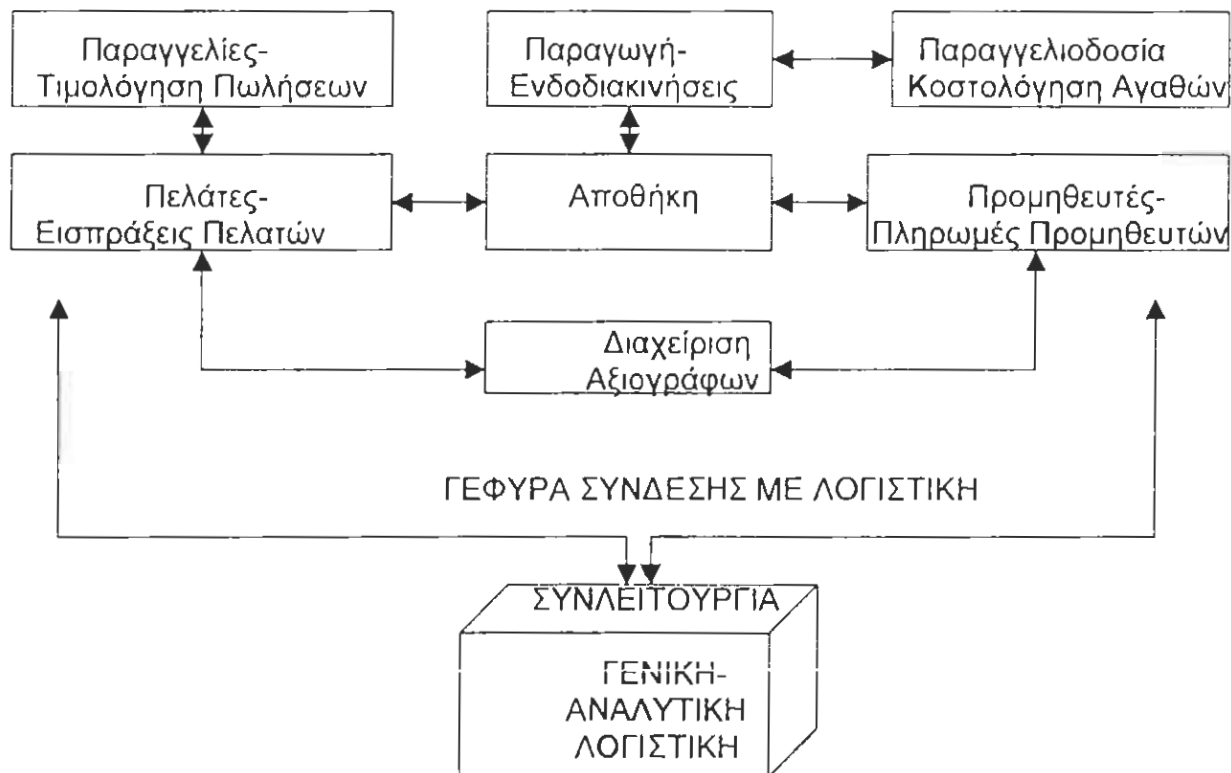 Παραγγελίες-
Τιμολόγηση Πωλήσεων
Παραγωγή-
Ενδοδιακινήσεις
Παραγγελιοδοσία
Κοστολόγηση Αγαθών
Πελάτες-
Εισπράξεις Πελατών
Αποθήκη
Προμηθευτές-
Πληρωμές Προμηθευτών
Διαχείριση
Αξιογράφων
ΓΕΦΥΡΑ ΣΥΝΔΕΣΗΣ ΜΕ ΛΟΓΙΣΤΙΚΗ
ΣΥΝΛΕΙΤΟΥΡΓΙΑ
ΓΕΝΙΚΗ-
ΑΝΑΛΥΤΙΚΗ
ΛΟΓΙΣΤΙΚΗ